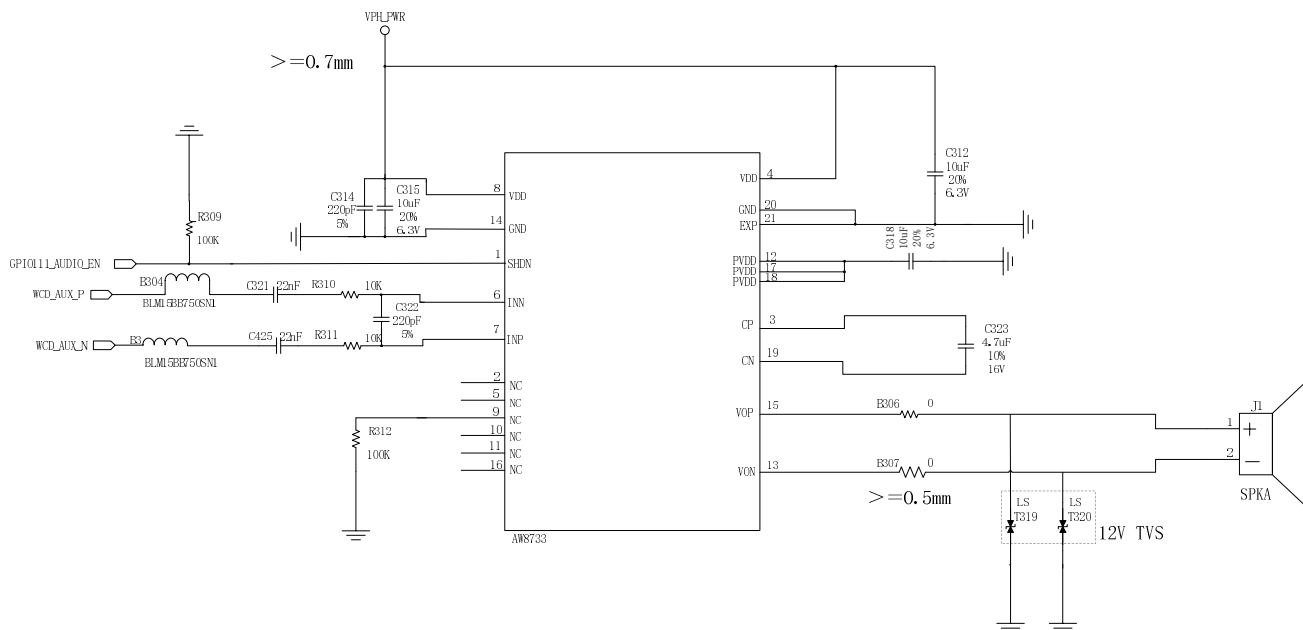 VPH_PWR
>=0.7mm
C312
10uF
20%
6.3V
C314
220pF
5%
C315
10uF
20%
6.3V
8
VDD
14
GND
VDD
4
GND
20
EXP
21
R309
100K
C318
10uF
20%
6.3V
GPIO111_AUDIO_EN
1
SHDN
PVDD
12
PVDD
17
PVDD
18
B304
BLM15BB750SN1
WCD_AUX_P
C321
22nF
R310
10K
6
INN
C322
220pF
5%
WCD_AUX_N
B3
BLM15BB750SN1
C425
22nF
R311
10K
7
INP
CP
3
CN
19
C323
4.7uF
10%
16V
2
NC
5
NC
9
NC
10
NC
11
NC
16
NC
R312
100K
VOP
15
B306
0
VON
13
B307
0
>=0.5mm
J1
1
+
2
-
SPKA
LS
T319
LS
T320
12V TVS
AW8733